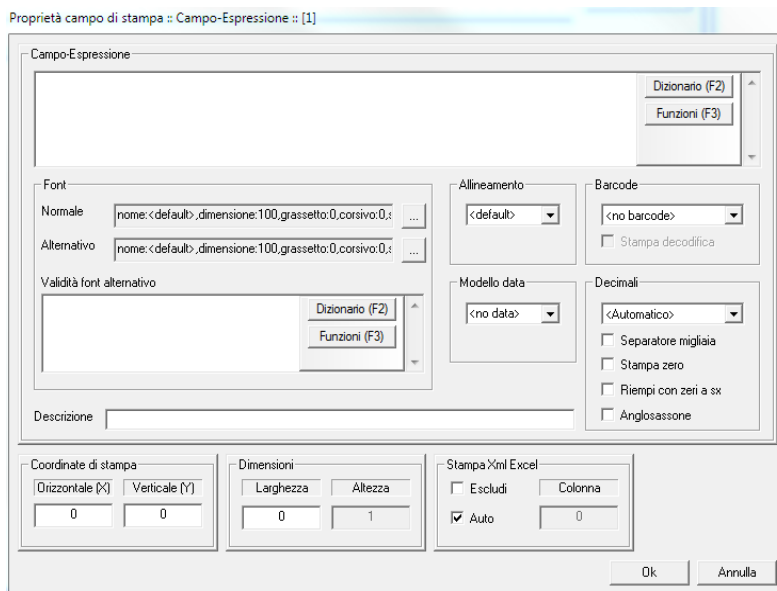 Proprietà campo di stampa :: Campo-Espressione :: [1]
Campo-Espressione
Dizionario (F2)
Funzioni (F3)
Font
Normale
nome:<default>,dimensione:100,grassetto:0,corsivo:0,s
...
Alternativo
nome:<default>,dimensione:100,grassetto:0,corsivo:0,s
...
Validità font alternativo
Dizionario (F2)
Funzioni (F3)
Allineamento
<default>
Barcode
<no barcode>
Stampa decodifica
Modello data
<no data>
Decimali
<Automatico>
Separatore migliaia
Stampa zero
Riempi con zeri a sx
Anglosassone
Descrizione
Coordinate di stampa
Orizzontale (X) Verticale (Y)
0 0
Dimensioni
Larghezza Altezza
0 1
Stampa Xml Excel
Escludi Colonna
Auto 0
Ok Annulla